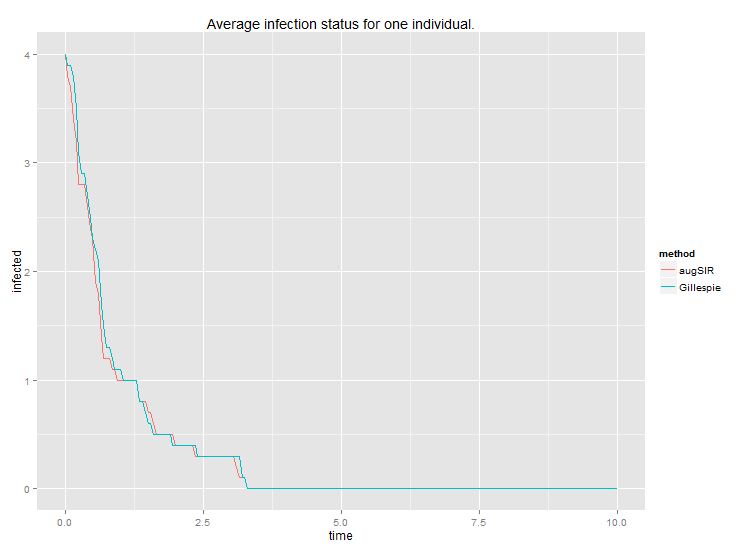 Average infection status for one individual.
4
3
2
1
0
infected
0.0
2.5
5.0
7.5
10.0
time
method
augSIR
Gillespie